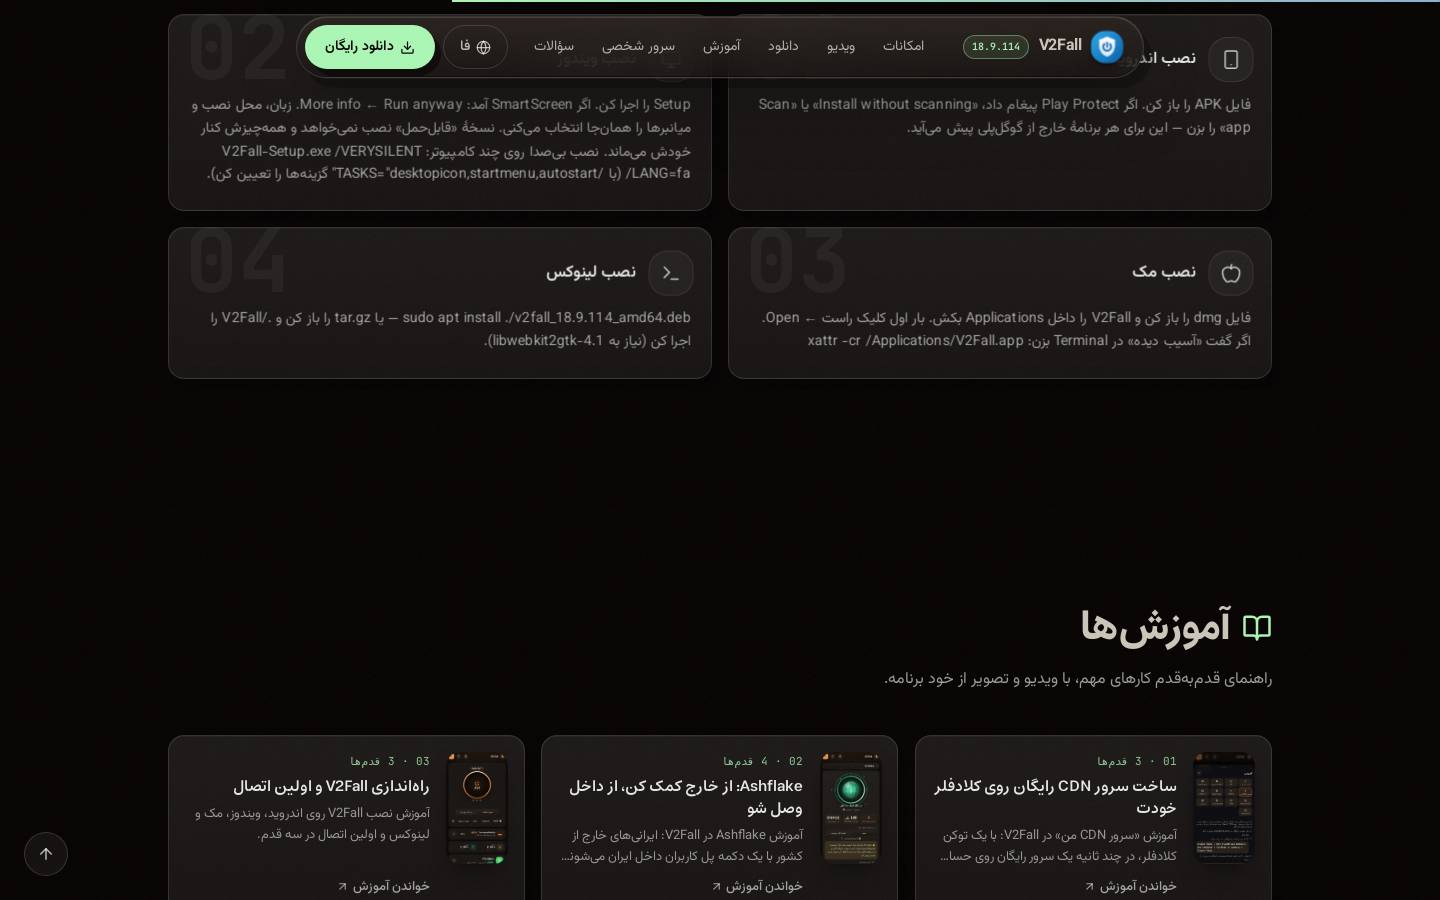 V2Fall 18.9.114 امکانات ویدیو دانلود آموزش سرور شخصی سؤالات فا دانلود رایگان
نصب
فایل APK را باز کن. اگر Play Protect پیغام داد، «Install without scanning» یا «Scan
app» را بزن — این برای هر برنامهٔ خارج از گوگل‌پلی پیش می‌آید.
02
نصب ویندوز
Setup را اجرا کن. اگر SmartScreen آمد: More info ← Run anyway. زبان، محل نصب و
میانبرها را همان‌جا انتخاب می‌کنی. نسخهٔ «قابل‌حمل» نصب نمی‌خواهد و همه‌چیزش کنار
خودش می‌ماند. نصب بی‌صدا روی چند کامپیوتر: V2Fall-Setup.exe /VERYSILENT
/LANG=fa (با /TASKS="desktopicon,startmenu,autostart" گزینه‌ها را تعیین کن).
03
نصب مک
فایل dmg را باز کن و V2Fall را داخل Applications بکش. بار اول کلیک راست ← Open.
اگر گفت «آسیب دیده» در Terminal بزن: xattr -cr /Applications/V2Fall.app
04
نصب لینوکس
sudo apt install ./v2fall_18.9.114_amd64.deb — یا tar.gz را باز کن و ./V2Fall را
اجرا کن (نیاز به libwebkit2gtk-4.1).
آموزش‌ها
راهنمای قدم‌به‌قدم کارهای مهم، با ویدیو و تصویر از خود برنامه.
01 · 3 قدم‌ها
ساخت سرور CDN رایگان روی کلادفلر
خودت
آموزش «سرور CDN من» در V2Fall: با یک توکن
کلادفلر، در چند ثانیه یک سرور رایگان روی حسا...
خواندن آموزش
02 · 4 قدم‌ها
Ashflake: از خارج کمک کن، از داخل
وصل شو
آموزش Ashflake در V2Fall: ایرانی‌های خارج از
کشور با یک دکمه پل کاربران داخل ایران می‌شوند...
خواندن آموزش
03 · 3 قدم‌ها
راه‌اندازی V2Fall و اولین اتصال
آموزش نصب V2Fall روی اندروید، ویندوز، مک و
لینوکس و اولین اتصال در سه قدم.
خواندن آموزش